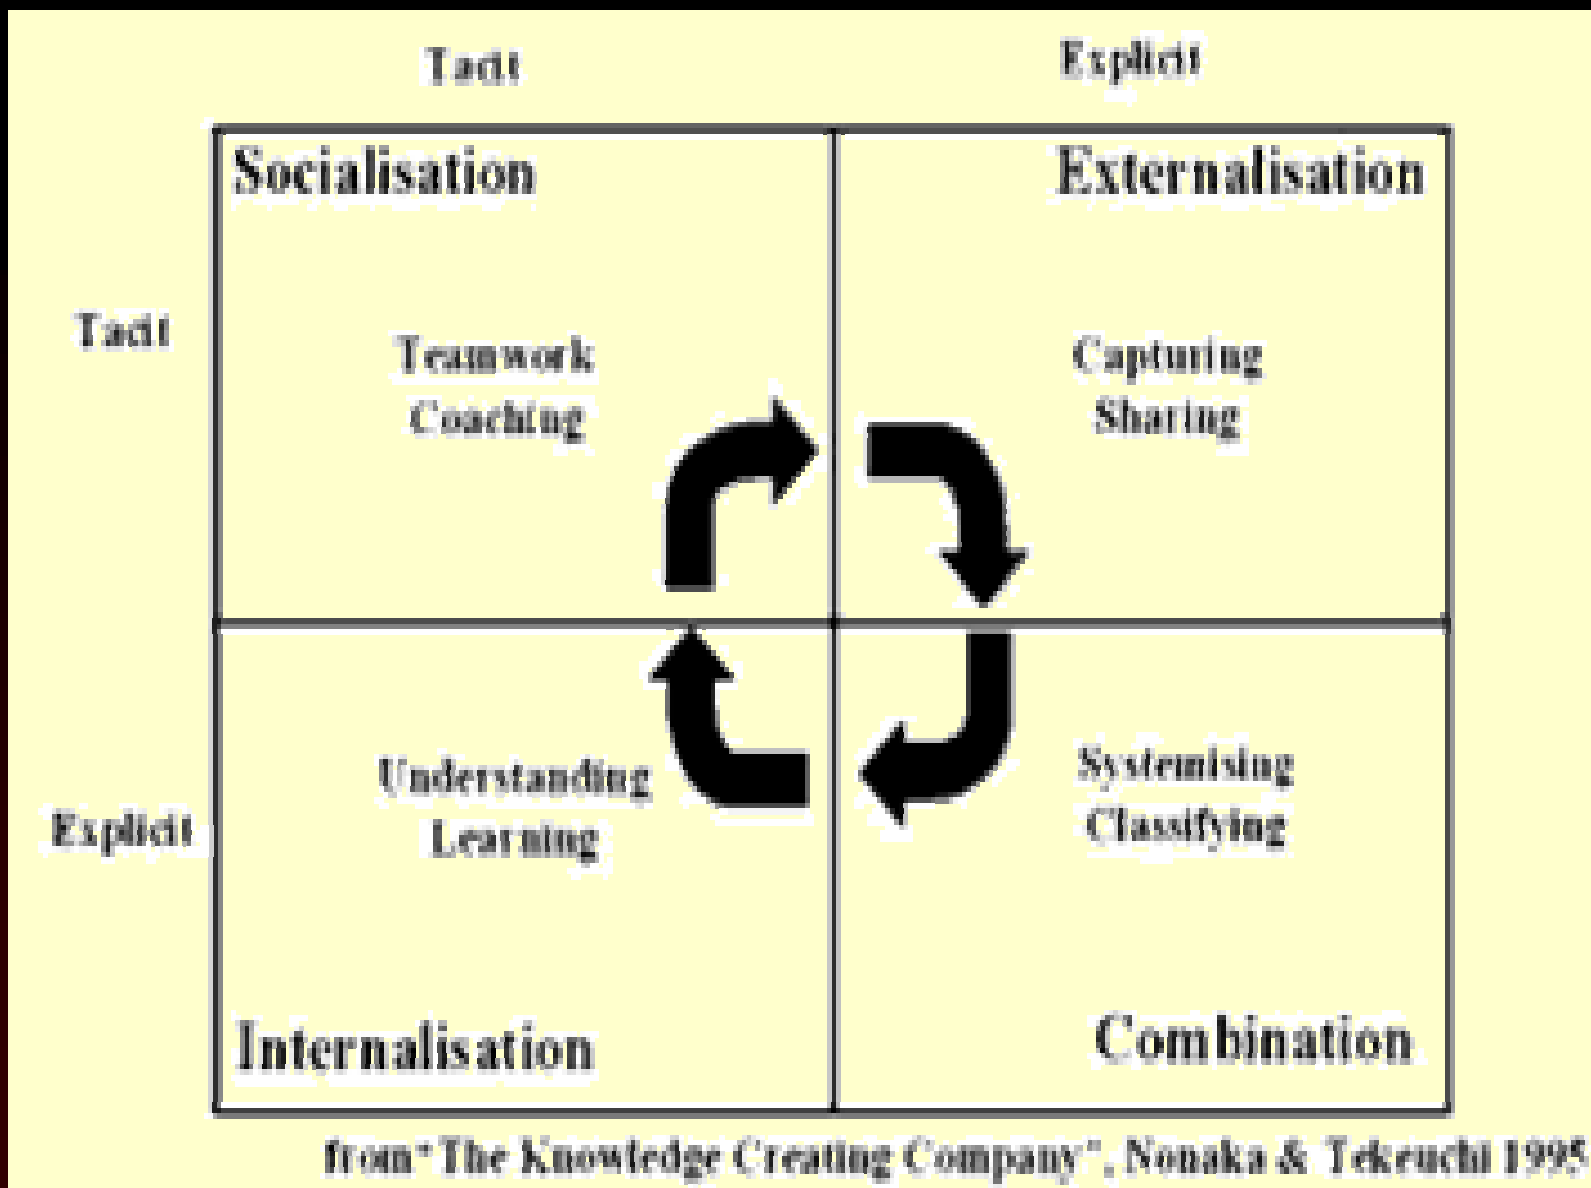 Tacit
Explicit
Socialisation
Externalisation
Tacit
Teamwork
Coaching
Capturing
Sharing
Explicit
Understanding
Learning
Systemising
Classifying
Internalisation
Combination
from "The Knowledge Creating Company", Nonaka & Tekeuchi 1995